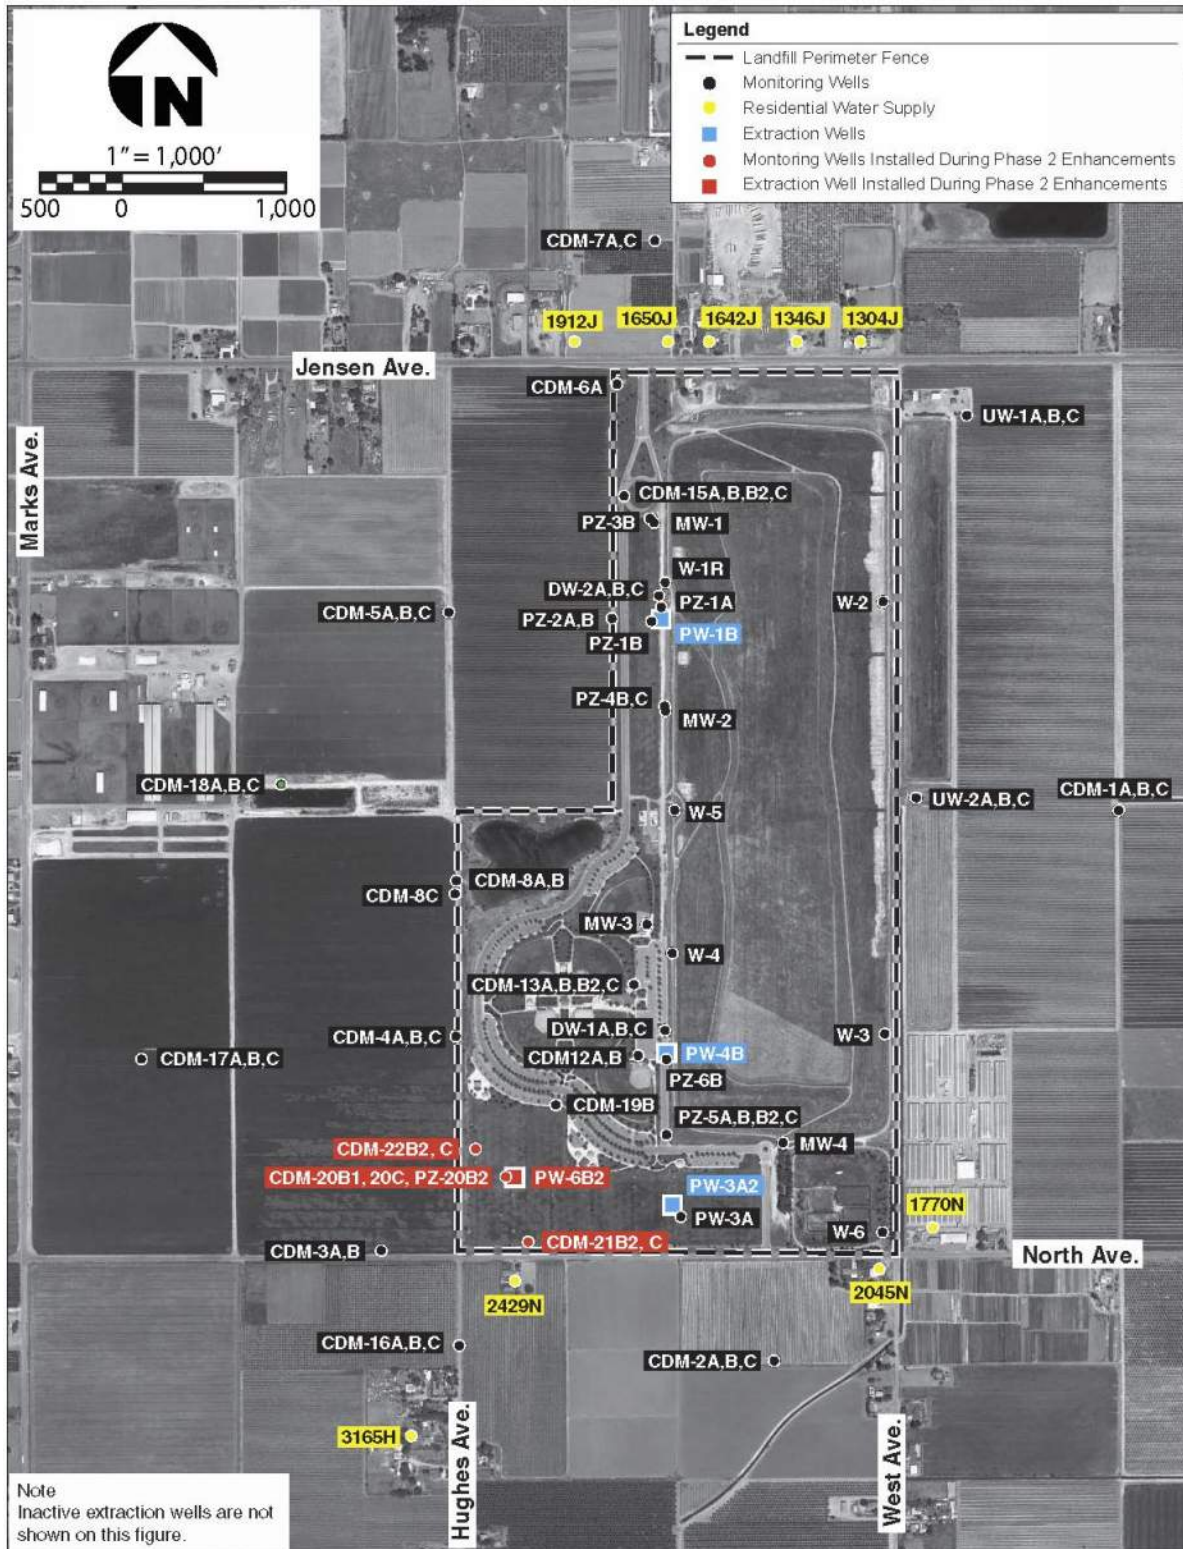 N
1" = 1,000'
500 0 1,000
Legend
Landfill Perimeter Fence
Monitoring Wells
Residential Water Supply
Extraction Wells
Montoring Wells Installed During Phase 2 Enhancements
Extraction Well Installed During Phase 2 Enhancements
CDM-7A,C
1912J
1650J
1642J
1346J
1304J
Jensen Ave.
CDM-6A
UW-1A,B,C
Marks Ave.
CDM-15A,B,B2,C
PZ-3B
MW-1
W-1R
DW-2A,B,C
PZ-1A
W-2
CDM-5A,B,C
PZ-2A,B
PZ-1B
PW-1B
PZ-4B,C
MW-2
CDM-18A,B,C
W-5
UW-2A,B,C
CDM-1A,B,C
CDM-8A,B
CDM-8C
MW-3
W-4
CDM-13A,B,B2,C
DW-1A,B,C
W-3
CDM-4A,B,C
CDM12A,B
PW-4B
CDM-17A,B,C
PZ-6B
CDM-19B
PZ-5A,B,B2,C
MW-4
CDM-22B2, C
CDM-20B1, 20C, PZ-20B2
PW-6B2
PW-3A2
PW-3A
1770N
W-6
CDM-21B2, C
CDM-3A,B
North Ave.
2429N
2045N
CDM-16A,B,C
CDM-2A,B,C
3165H
Hughes Ave.
West Ave.
Note
Inactive extraction wells are not
shown on this figure.